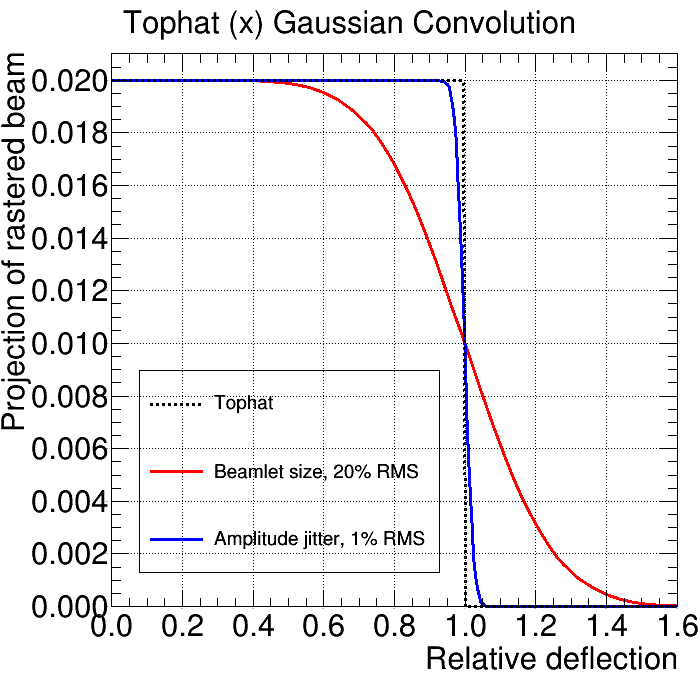 Tophat (x) Gaussian Convolution
Projection of rastered beam
0.020
0.018
0.016
0.014
0.012
0.010
0.008
0.006
0.004
0.002
0.000
Tophat
Beamlet size, 20% RMS
Amplitude jitter, 1% RMS
0.0 0.2 0.4 0.6 0.8 1.0 1.2 1.4 1.6
Relative deflection